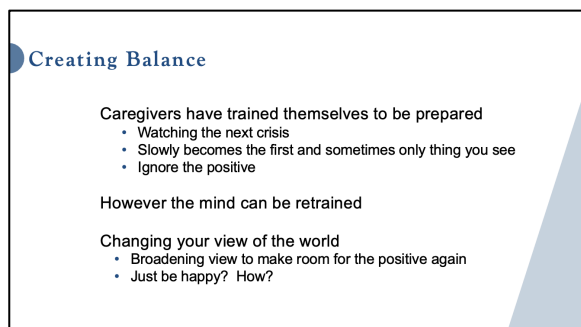 Creating Balance
Caregivers have trained themselves to be prepared
• Watching the next crisis
• Slowly becomes the first and sometimes only thing you see
• Ignore the positive
However the mind can be retrained
Changing your view of the world
• Broadening view to make room for the positive again
• Just be happy? How?